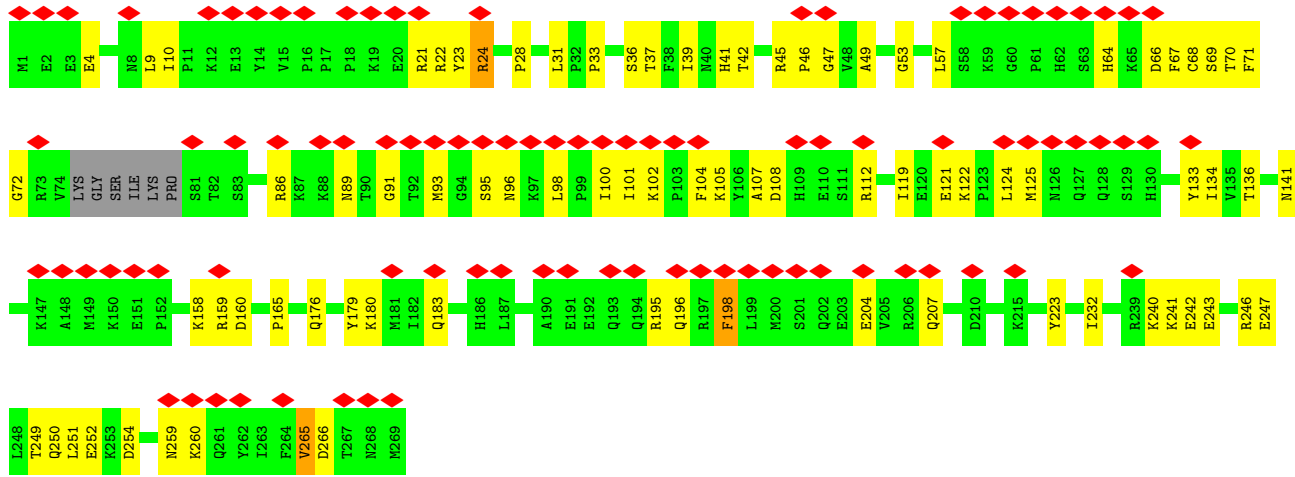 M1 E2 E3 E4 N8 L9 I10 P11 K12 E13 Y14 V15 P16 P17 P18 K19 E20 R21 R22 Y23 R24 P28 L31 P32 P33 S36 T37 F38 I39 N40 H41 T42 R45 P46 G47 V48 A49 G53 L57 S58 K59 G60 P61 H62 S63 H64 K65 D66 F67 C68 S69 T70 F71
G72 R73 V74 LYS GLY SER ILE LYS PRO S81 T82 S83 R86 K87 K88 N89 T90 G91 T92 M93 G94 S95 N96 K97 L98 P99 I100 I101 K102 P103 F104 K105 Y106 A107 D108 H109 E110 S111 R112 I119 E120 E121 K122 P123 L124 M125 N126 Q127 Q128 S129 H130 Y133 I134 V135 T136 N141
K147 A148 M149 K150 E151 P152 K158 R159 D160 P165 Q176 Y179 K180 M181 I182 Q183 H186 L187 A190 E191 E192 Q193 Q194 R195 Q196 R197 F198 L199 M200 S201 Q202 E203 E204 V205 R206 Q207 D210 K215 Y223 I232 R239 K240 K241 E242 E243 R246 E247
L248 T249 Q250 L251 E252 K253 D254 N259 K260 Q261 Y262 I263 F264 V265 D266 T267 N268 M269